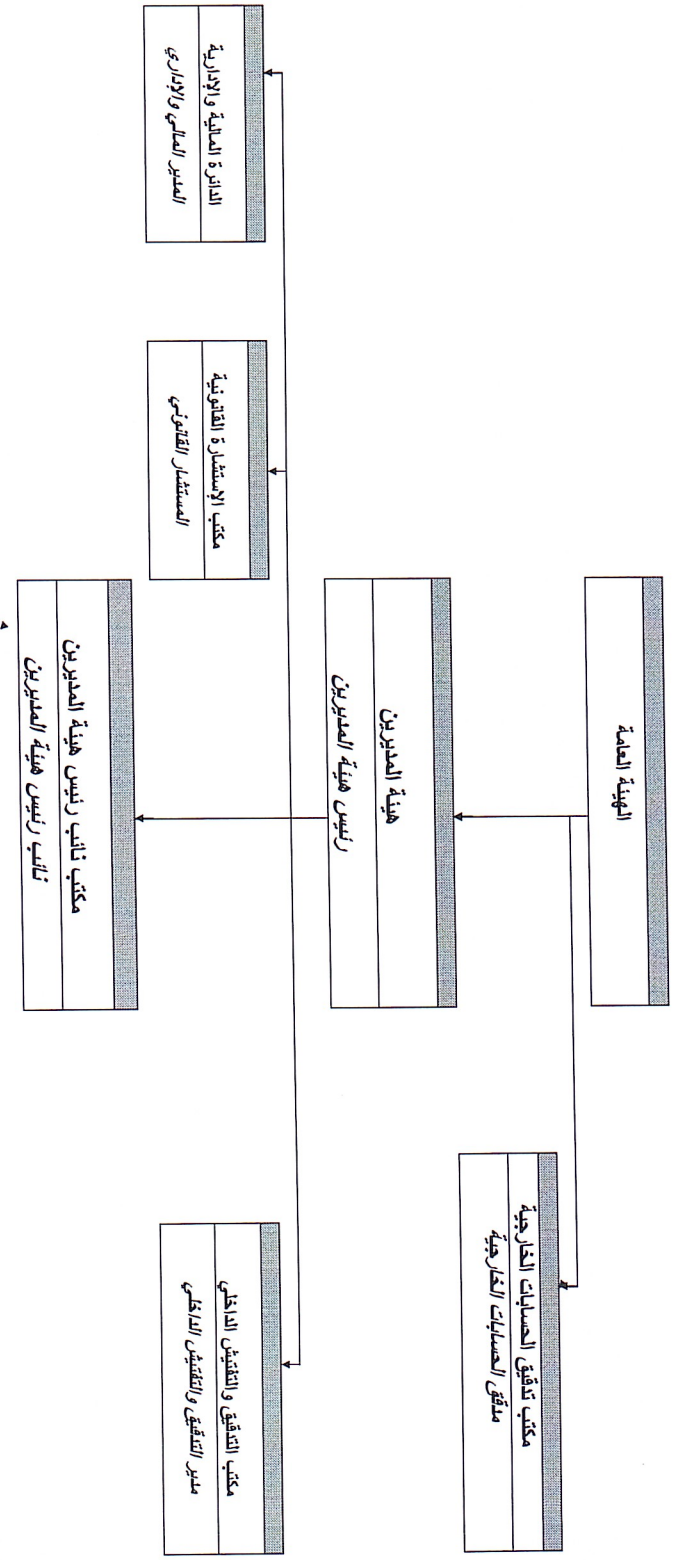 الهيئة العامة
مكتب تدقيق الحسابات الخارجية
مدقق الحسابات الخارجية
هيئة المديرين
رئيس هيئة المديرين
مكتب التدقيق والتفتيش الداخلي
مدير التدقيق والتفتيش الداخلي
مكتب الإستشارة القانونية
المستشار القانوني
الدائرة المالية والإدارية
المدير المالي والإداري
مكتب نائب رئيس هيئة المديرين
نائب رئيس هيئة المديرين